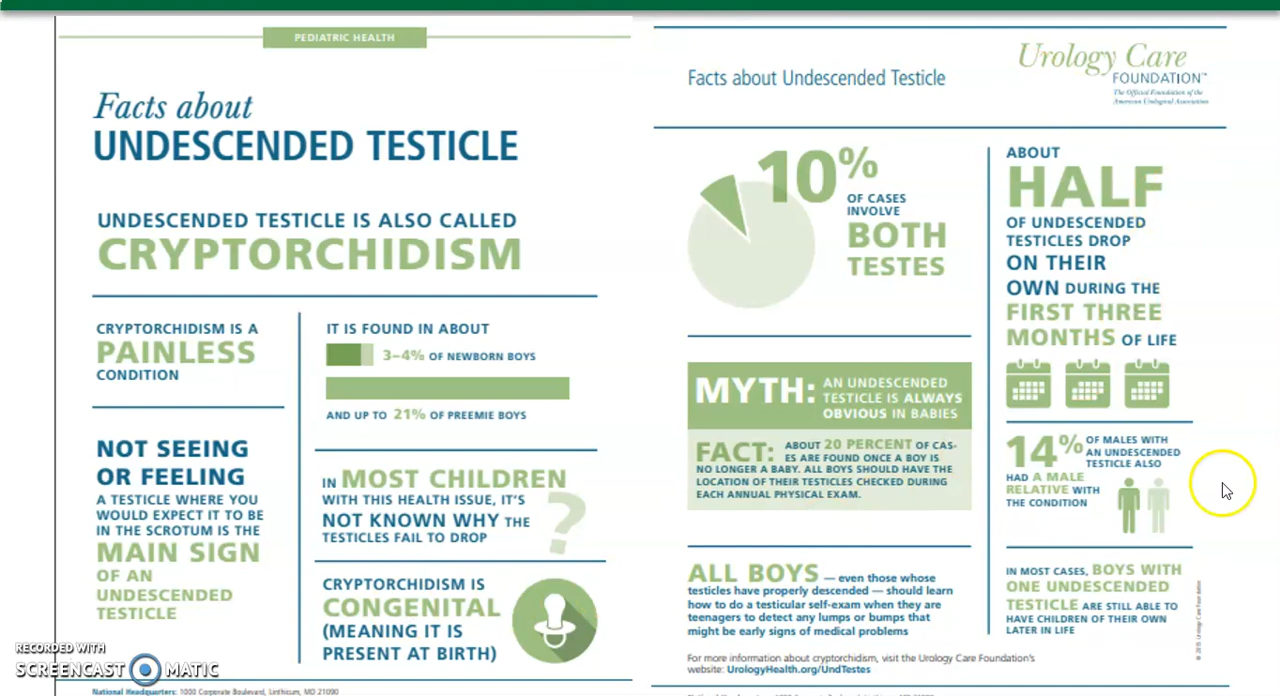 PEDIATRIC HEALTH
Facts about
UNDESCENDED TESTICLE
UNDESCENDED TESTICLE IS ALSO CALLED
CRYPTORCHIDISM
CRYPTORCHIDISM IS A
PAINLESS
CONDITION
NOT SEEING
OR FEELING
A TESTICLE WHERE YOU
WOULD EXPECT IT TO BE
IN THE SCROTUM IS THE
MAIN SIGN
OF AN
UNDESCENDED
TESTICLE
IT IS FOUND IN ABOUT
3–4% OF NEWBORN BOYS
AND UP TO 21% OF PREEMIE BOYS
IN MOST CHILDREN
WITH THIS HEALTH ISSUE, IT'S
NOT KNOWN WHY THE
TESTICLES FAIL TO DROP
?
CRYPTORCHIDISM IS
CONGENITAL
(MEANING IT IS
PRESENT AT BIRTH)
RECORDED WITH
SCREENCAST MATIC
National Headquarters: 1000 Corporate Boulevard, Linthicum, MD 21090
Facts about Undescended Testicle
Urology Care
FOUNDATION™
The Official Foundation of the
American Urological Association
10%
OF CASES
INVOLVE
BOTH
TESTES
MYTH: AN UNDESCENDED
TESTICLE IS ALWAYS
OBVIOUS IN BABIES
FACT: ABOUT 20 PERCENT OF CAS-
ES ARE FOUND ONCE A BOY IS
NO LONGER A BABY. ALL BOYS SHOULD HAVE THE
LOCATION OF THEIR TESTICLES CHECKED DURING
EACH ANNUAL PHYSICAL EXAM.
ALL BOYS — even those whose
testicles have properly descended — should learn
how to do a testicular self-exam when they are
teenagers to detect any lumps or bumps that
might be early signs of medical problems
For more information about cryptorchidism, visit the Urology Care Foundation's
website: UrologyHealth.org/UndTestes
ABOUT
HALF
OF UNDESCENDED
TESTICLES DROP
ON THEIR
OWN DURING THE
FIRST THREE
MONTHS OF LIFE
14% OF MALES WITH
AN UNDESCENDED
TESTICLE ALSO
HAD A MALE
RELATIVE WITH
THE CONDITION
IN MOST CASES, BOYS WITH
ONE UNDESCENDED
TESTICLE ARE STILL ABLE TO
HAVE CHILDREN OF THEIR OWN
LATER IN LIFE